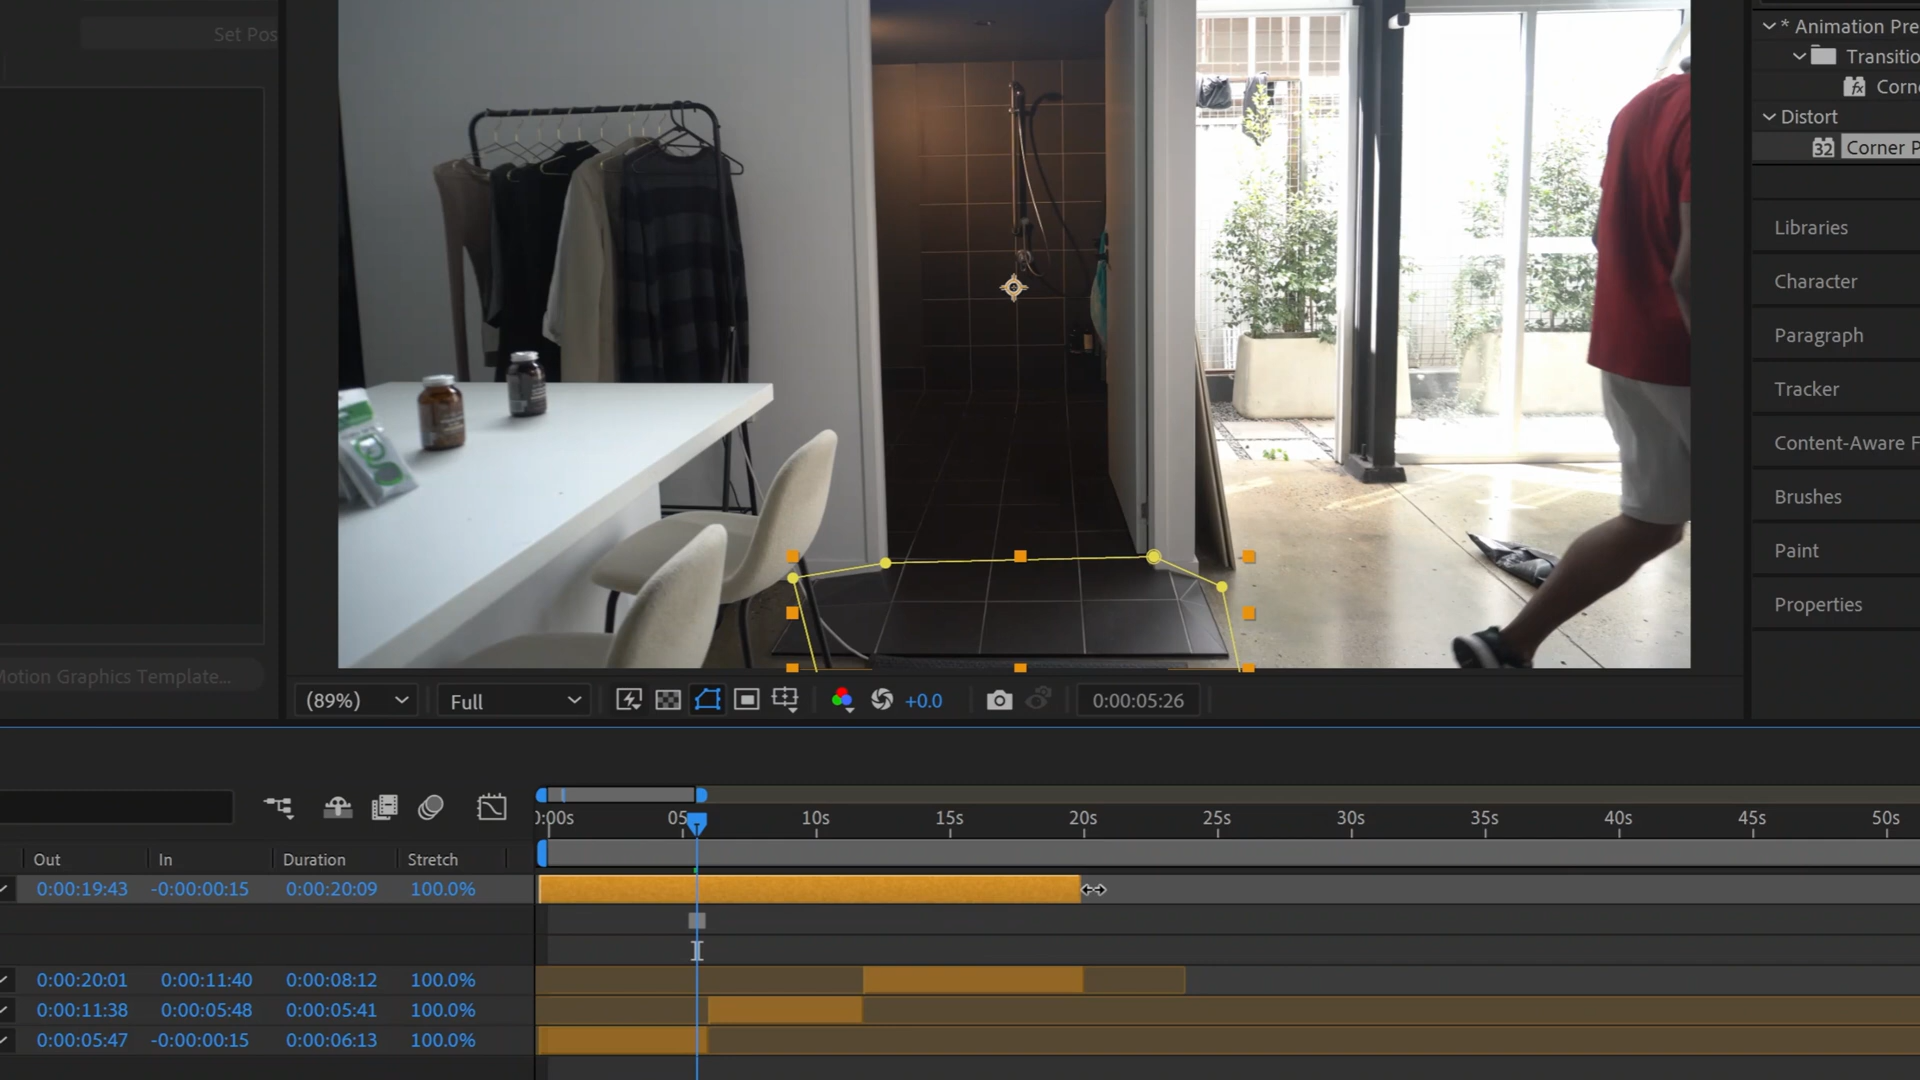 Set Pos
* Animation Pre
Transitio
Corne
Distort
32 Corner P
Libraries
Character
Paragraph
Tracker
Content-Aware F
Brushes
Paint
Properties
Motion Graphics Template...
(89%)
Full
+0.0
0:00:05:26
0:00s 05 10s 15s 20s 25s 30s 35s 40s 45s 50s
Out In Duration Stretch
0:00:19:43 -0:00:00:15 0:00:20:09 100.0%
0:00:20:01 0:00:11:40 0:00:08:12 100.0%
0:00:11:38 0:00:05:48 0:00:05:41 100.0%
0:00:05:47 -0:00:00:15 0:00:06:13 100.0%